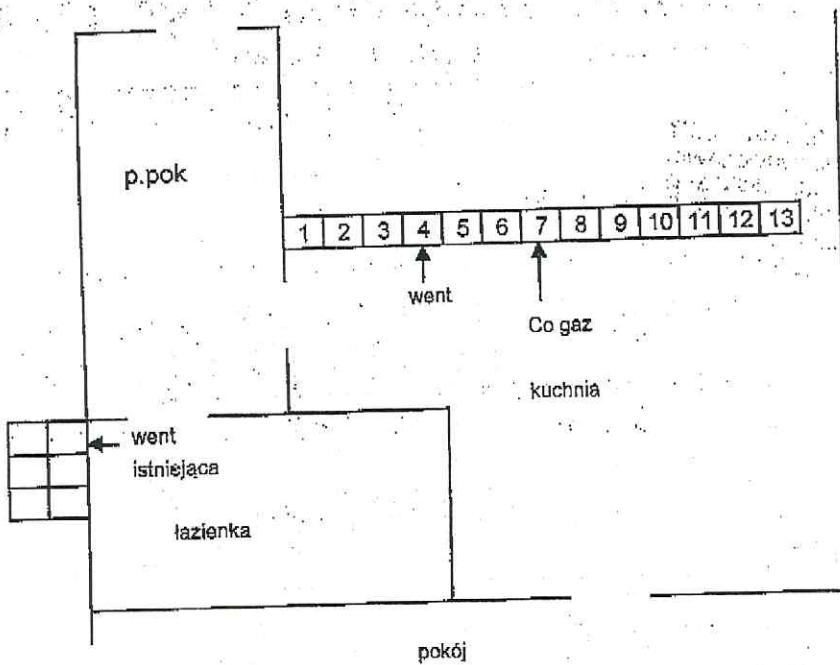 p.pok
1 2 3 4 5 6 7 8 9 10 11 12 13
went
Co gaz
kuchnia
went
istniejąca
łazienka
pokój